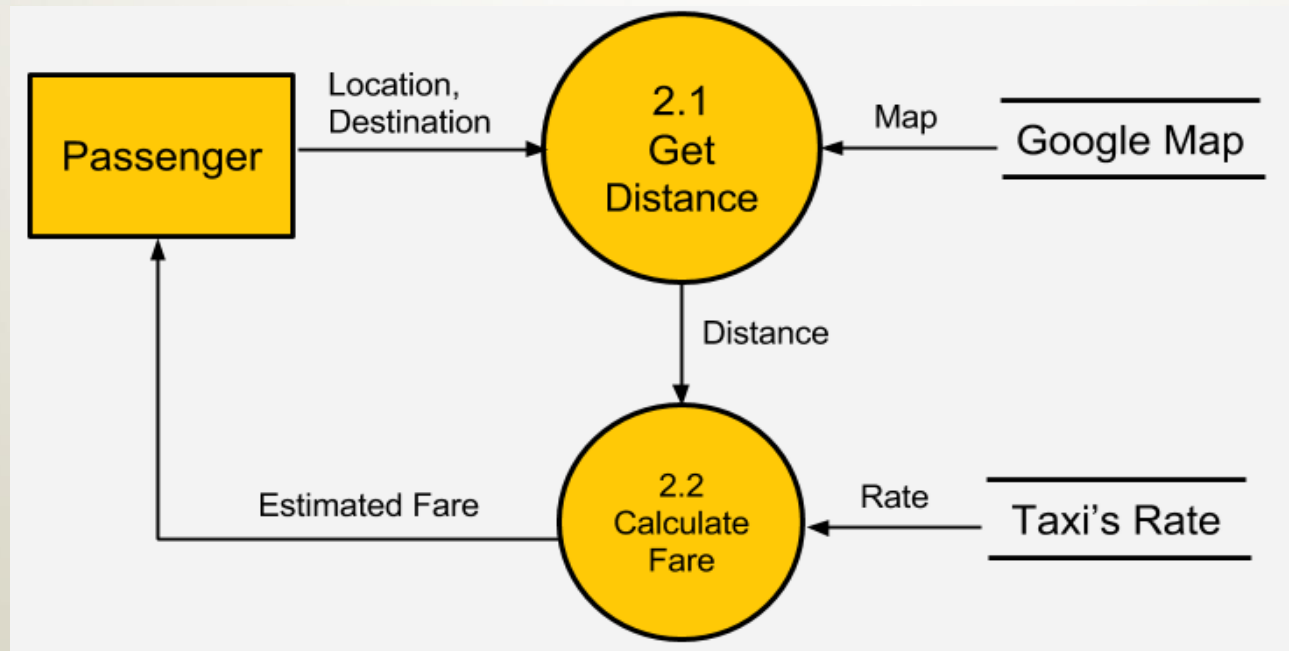 Location,
Destination
Passenger
2.1
Get
Distance
Map
Google Map
Distance
Estimated Fare
2.2
Calculate
Fare
Rate
Taxi's Rate